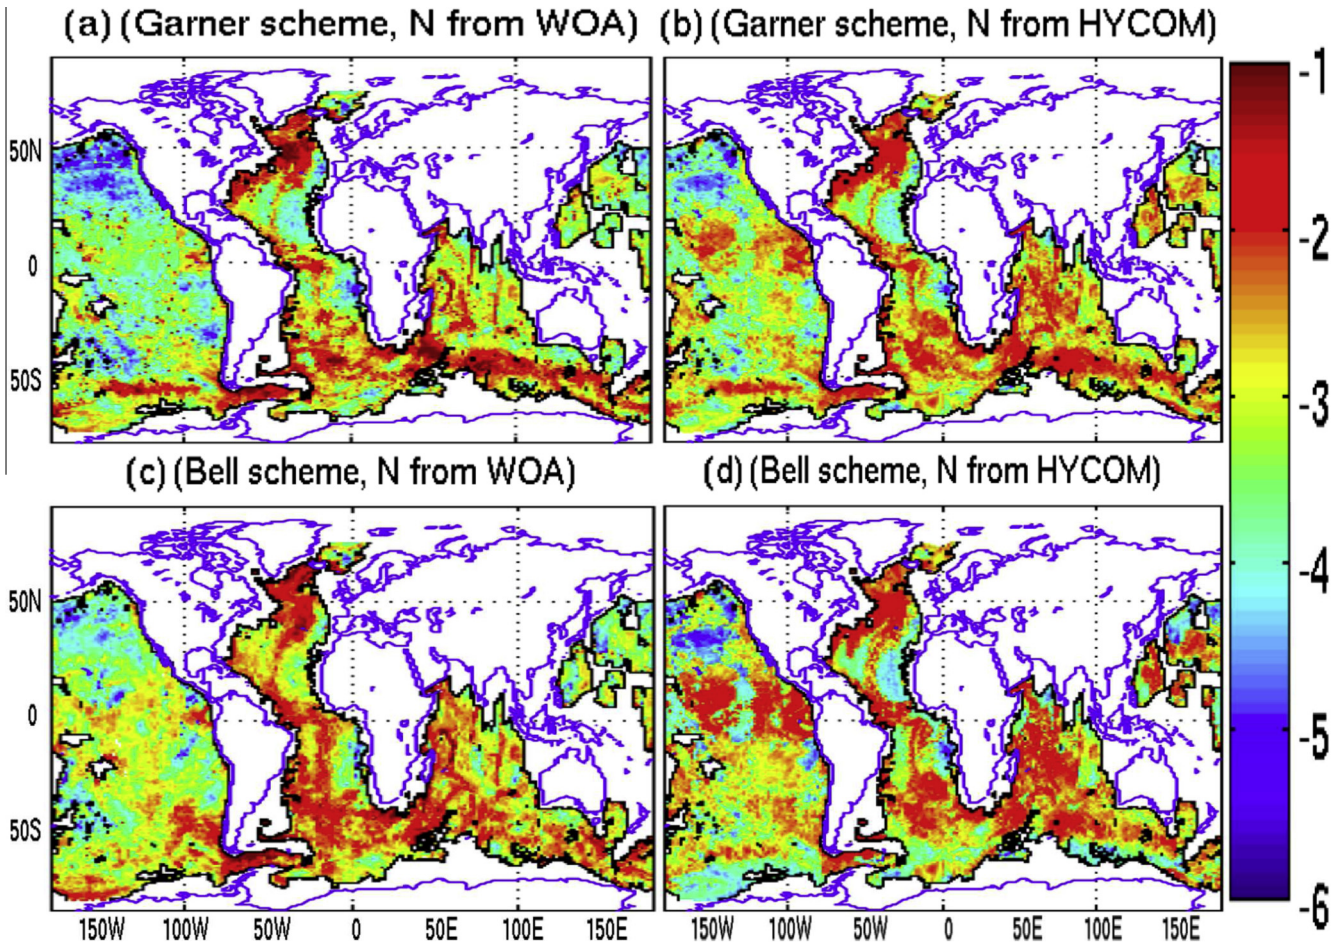 (a) (Garner scheme, N from WOA)
(b) (Garner scheme, N from HYCOM)
-1
-2
-3
-4
-5
-6
50N
0
50S
(c) (Bell scheme, N from WOA)
(d) (Bell scheme, N from HYCOM)
50N
0
50S
150W 100W 50W 0 50E 100E 150E
150W 100W 50W 0 50E 100E 150E